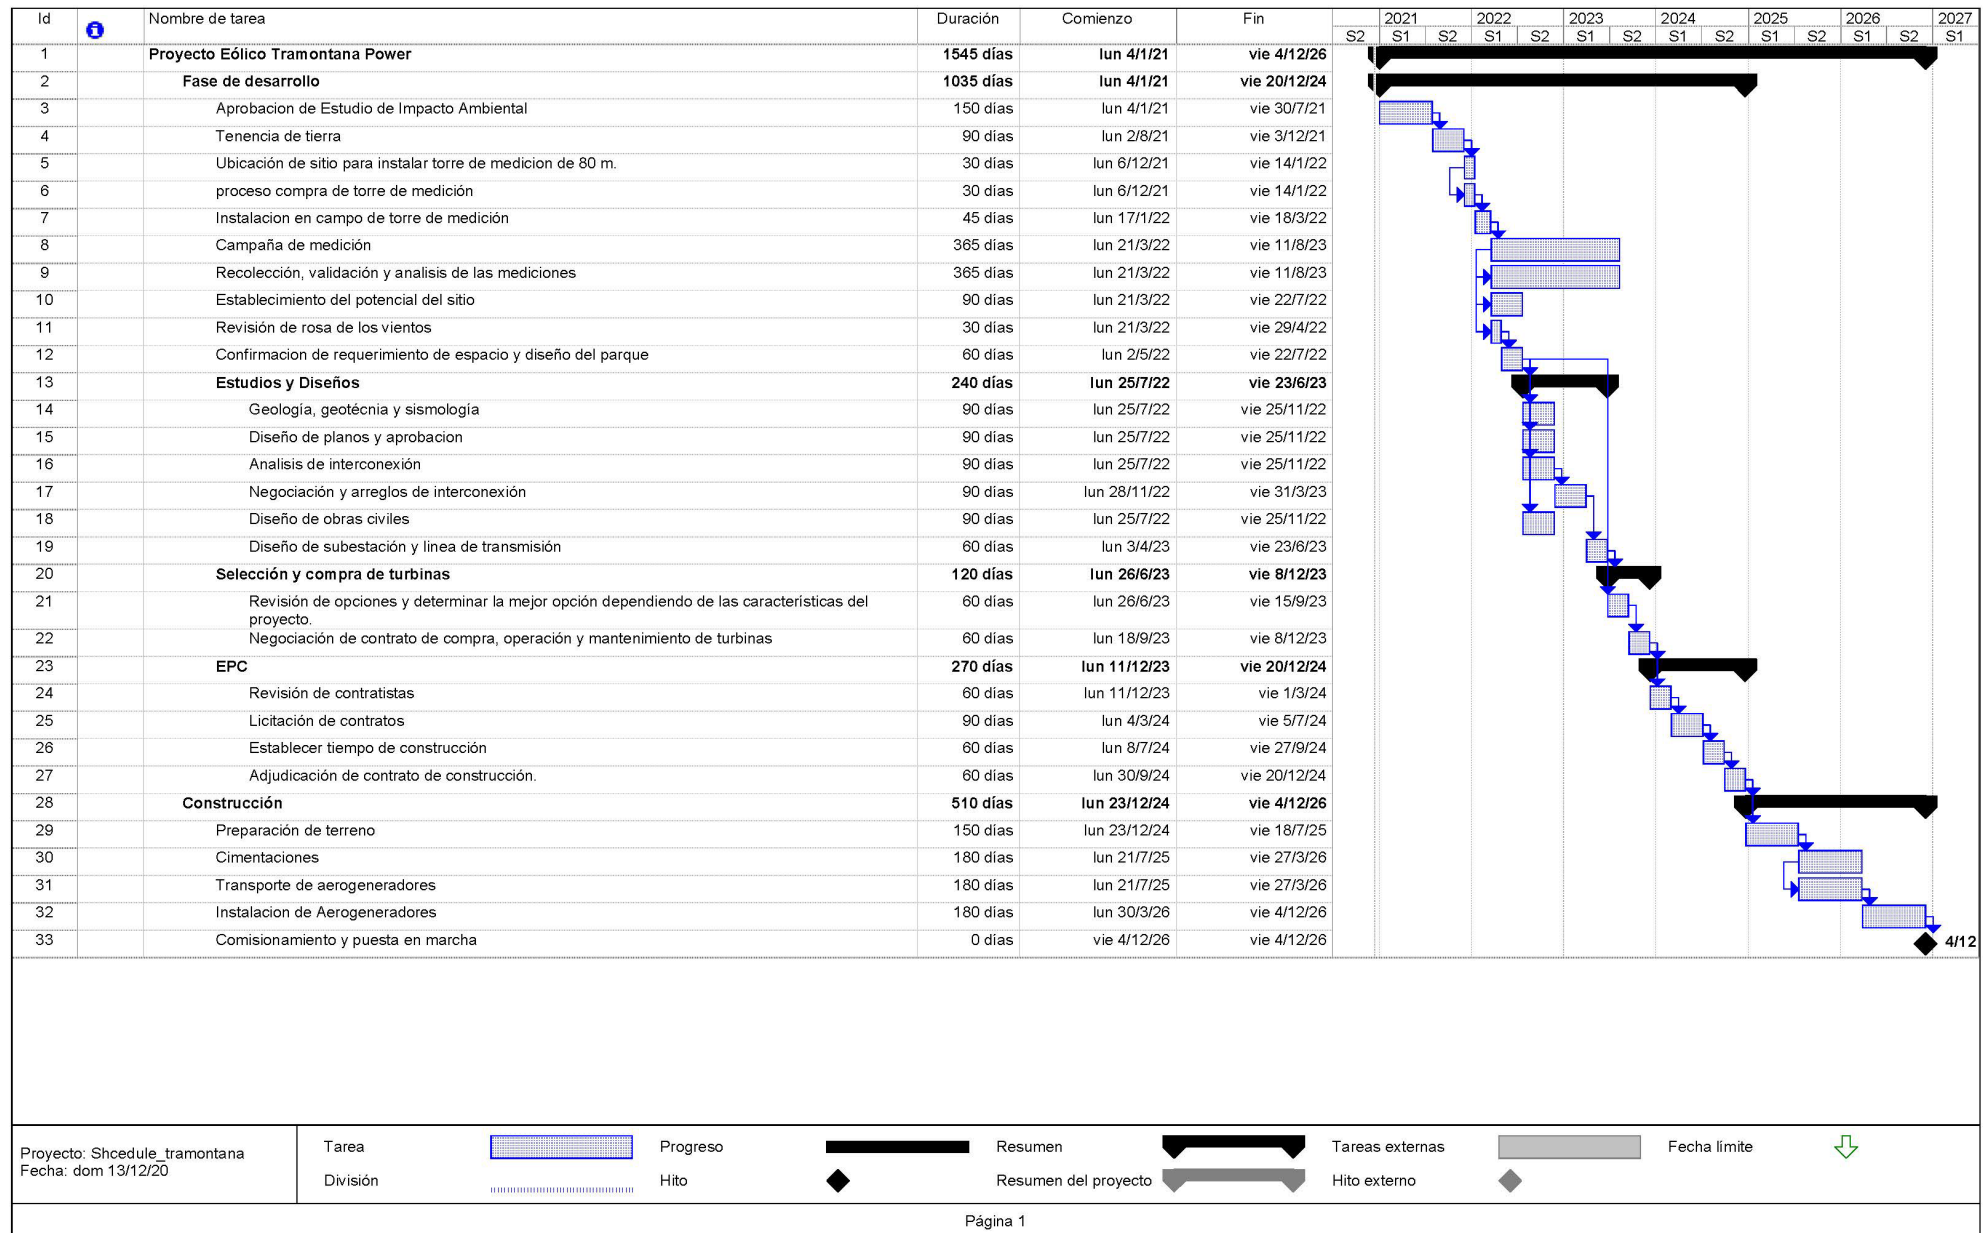 Id Nombre de tarea Duración Comienzo Fin 2021 2022 2023 2024 2025 2026 2027
S2 S1 S2 S1 S2 S1 S2 S1 S2 S1 S2 S1 S2 S1
1 Proyecto Eólico Tramontana Power 1545 días lun 4/1/21 vie 4/12/26
2 Fase de desarrollo 1035 días lun 4/1/21 vie 20/12/24
3 Aprobacion de Estudio de Impacto Ambiental 150 días lun 4/1/21 vie 30/7/21
4 Tenencia de tierra 90 días lun 2/8/21 vie 3/12/21
5 Ubicación de sitio para instalar torre de medicion de 80 m. 30 días lun 6/12/21 vie 14/1/22
6 proceso compra de torre de medición 30 días lun 6/12/21 vie 14/1/22
7 Instalacion en campo de torre de medición 45 días lun 17/1/22 vie 18/3/22
8 Campaña de medición 365 días lun 21/3/22 vie 11/8/23
9 Recolección, validación y analisis de las mediciones 365 días lun 21/3/22 vie 11/8/23
10 Establecimiento del potencial del sitio 90 días lun 21/3/22 vie 22/7/22
11 Revisión de rosa de los vientos 30 días lun 21/3/22 vie 29/4/22
12 Confirmacion de requerimiento de espacio y diseño del parque 60 días lun 2/5/22 vie 22/7/22
13 Estudios y Diseños 240 días lun 25/7/22 vie 23/6/23
14 Geología, geotécnia y sismología 90 días lun 25/7/22 vie 25/11/22
15 Diseño de planos y aprobacion 90 días lun 25/7/22 vie 25/11/22
16 Analisis de interconexión 90 días lun 25/7/22 vie 25/11/22
17 Negociación y arreglos de interconexión 90 días lun 28/11/22 vie 31/3/23
18 Diseño de obras civiles 90 días lun 25/7/22 vie 25/11/22
19 Diseño de subestación y linea de transmisión 60 días lun 3/4/23 vie 23/6/23
20 Selección y compra de turbinas 120 días lun 26/6/23 vie 8/12/23
21 Revisión de opciones y determinar la mejor opción dependiendo de las características del 60 días lun 26/6/23 vie 15/9/23
proyecto.
22 Negociación de contrato de compra, operación y mantenimiento de turbinas 60 días lun 18/9/23 vie 8/12/23
23 EPC 270 días lun 11/12/23 vie 20/12/24
24 Revisión de contratistas 60 días lun 11/12/23 vie 1/3/24
25 Licitación de contratos 90 días lun 4/3/24 vie 5/7/24
26 Establecer tiempo de construcción 60 días lun 8/7/24 vie 27/9/24
27 Adjudicación de contrato de construcción. 60 días lun 30/9/24 vie 20/12/24
28 Construcción 510 días lun 23/12/24 vie 4/12/26
29 Preparación de terreno 150 días lun 23/12/24 vie 18/7/25
30 Cimentaciones 180 días lun 21/7/25 vie 27/3/26
31 Transporte de aerogeneradores 180 días lun 21/7/25 vie 27/3/26
32 Instalacion de Aerogeneradores 180 días lun 30/3/26 vie 4/12/26
33 Comisionamiento y puesta en marcha 0 días vie 4/12/26 vie 4/12/26 4/12
Proyecto: Shcedule_tramontana
Fecha: dom 13/12/20
Tarea Progreso Resumen Tareas externas Fecha límite
División Hito Resumen del proyecto Hito externo
Página 1